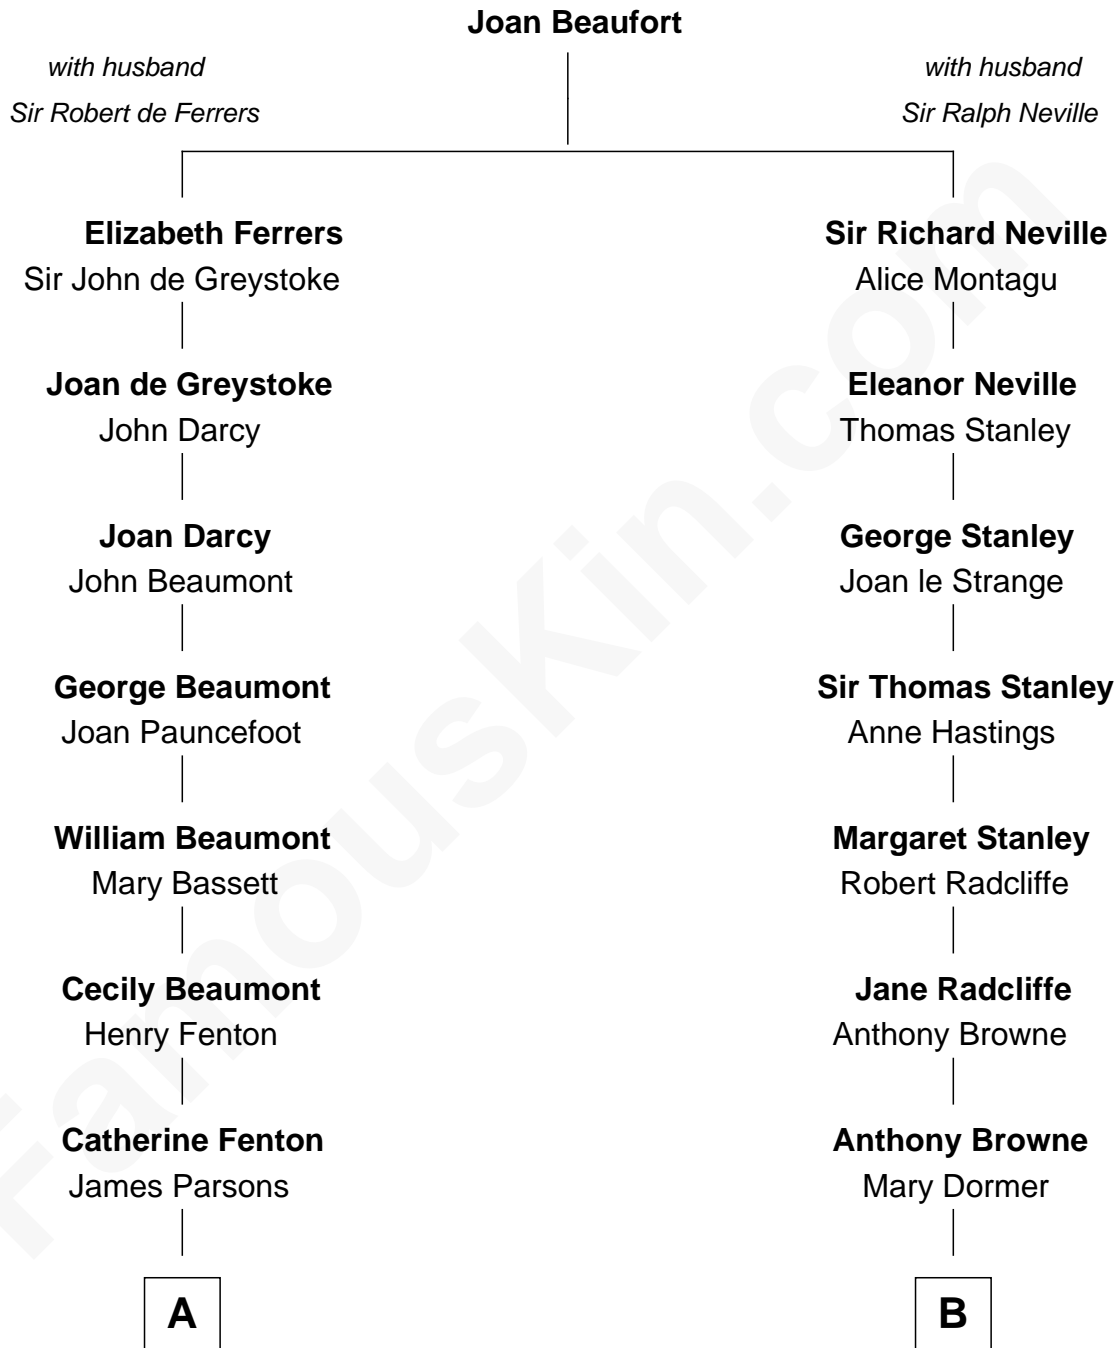 Joan Beaufort
with husband
Sir Robert de Ferrers
with husband
Sir Ralph Neville
Elizabeth Ferrers
Sir John de Greystoke
Sir Richard Neville
Alice Montagu
Joan de Greystoke
John Darcy
Eleanor Neville
Thomas Stanley
Joan Darcy
John Beaumont
George Stanley
Joan le Strange
George Beaumont
Joan Pauncefoot
Sir Thomas Stanley
Anne Hastings
William Beaumont
Mary Bassett
Margaret Stanley
Robert Radcliffe
Cecily Beaumont
Henry Fenton
Jane Radcliffe
Anthony Browne
Catherine Fenton
James Parsons
Anthony Browne
Mary Dormer
A
B
FamousKin.com